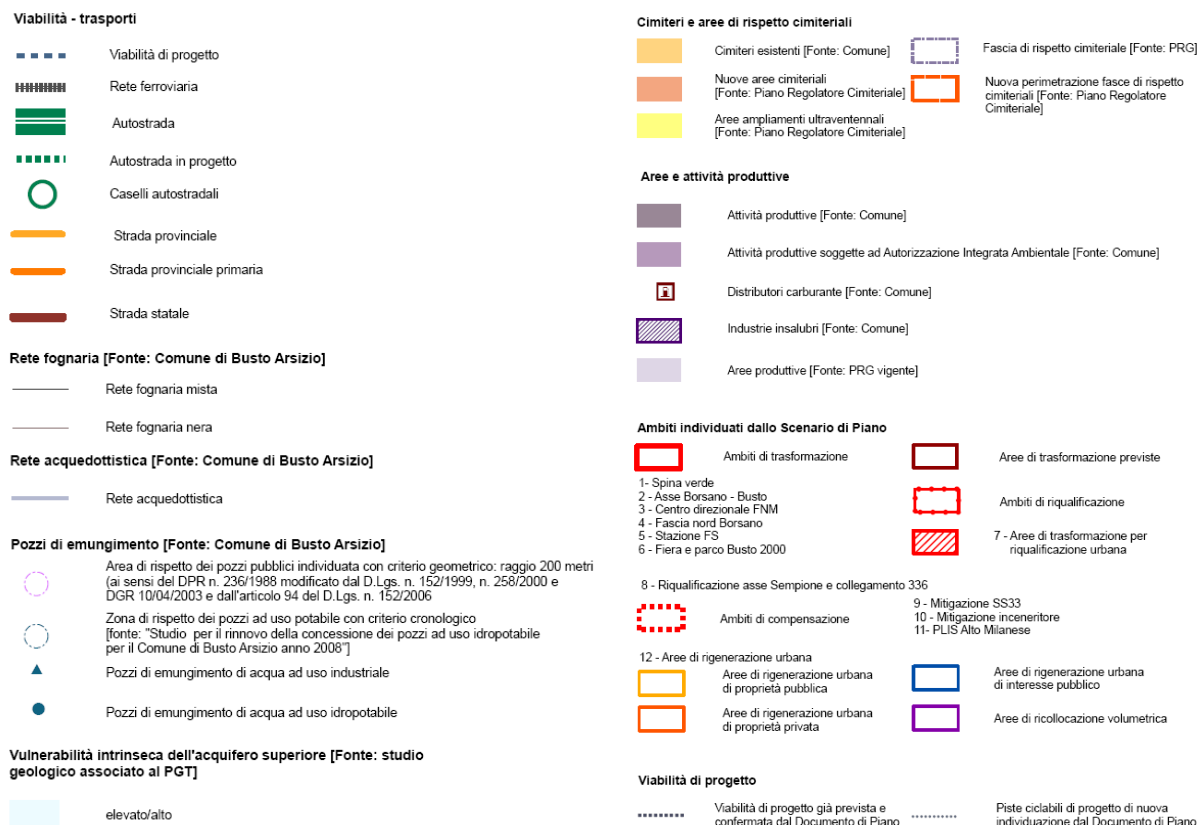 Viabilità - trasporti
Viabilità di progetto
Rete ferroviaria
Autostrada
Autostrada in progetto
Caselli autostradali
Strada provinciale
Strada provinciale primaria
Strada statale
Rete fognaria [Fonte: Comune di Busto Arsizio]
Rete fognaria mista
Rete fognaria nera
Rete acquedottistica [Fonte: Comune di Busto Arsizio]
Rete acquedottistica
Pozzi di emungimento [Fonte: Comune di Busto Arsizio]
Area di rispetto dei pozzi pubblici individuata con criterio geometrico: raggio 200 metri
(ai sensi del DPR n. 236/1988 modificato dal D.Lgs. n. 152/1999, n. 258/2000 e
DGR 10/04/2003 e dall'articolo 94 del D.Lgs. n. 152/2006
Zona di rispetto dei pozzi ad uso potabile con criterio cronologico
[fonte: "Studio per il rinnovo della concessione dei pozzi ad uso idropotabile
per il Comune di Busto Arsizio anno 2008"]
Pozzi di emungimento di acqua ad uso industriale
Pozzi di emungimento di acqua ad uso idropotabile
Vulnerabilità intrinseca dell'acquifero superiore [Fonte: studio
geologico associato al PGT]
elevato/alto
Cimiteri e aree di rispetto cimiteriali
Cimiteri esistenti [Fonte: Comune]
Fascia di rispetto cimiteriale [Fonte: PRG]
Nuove aree cimiteriali
[Fonte: Piano Regolatore Cimiteriale]
Nuova perimetrazione fasce di rispetto
cimiteriali [Fonte: Piano Regolatore
Cimiteriale]
Aree ampliamenti ultraventennali
[Fonte: Piano Regolatore Cimiteriale]
Aree e attività produttive
Attività produttive [Fonte: Comune]
Attività produttive soggette ad Autorizzazione Integrata Ambientale [Fonte: Comune]
Distributori carburante [Fonte: Comune]
Industrie insalubri [Fonte: Comune]
Aree produttive [Fonte: PRG vigente]
Ambiti individuati dallo Scenario di Piano
Ambiti di trasformazione
Aree di trasformazione previste
1- Spina verde
2 - Asse Borsano - Busto
3 - Centro direzionale FNM
4 - Fascia nord Borsano
5 - Stazione FS
6 - Fiera e parco Busto 2000
Ambiti di riqualificazione
7 - Aree di trasformazione per
riqualificazione urbana
8 - Riqualificazione asse Sempione e collegamento 336
Ambiti di compensazione
9 - Mitigazione SS33
10 - Mitigazione inceneritore
11- PLIS Alto Milanese
12 - Aree di rigenerazione urbana
Aree di rigenerazione urbana
di proprietà pubblica
Aree di rigenerazione urbana
di interesse pubblico
Aree di rigenerazione urbana
di proprietà privata
Aree di ricollocazione volumetrica
Viabilità di progetto
Viabilità di progetto già prevista e
confermata dal Documento di Piano
Piste ciclabili di progetto di nuova
individuazione dal Documento di Piano